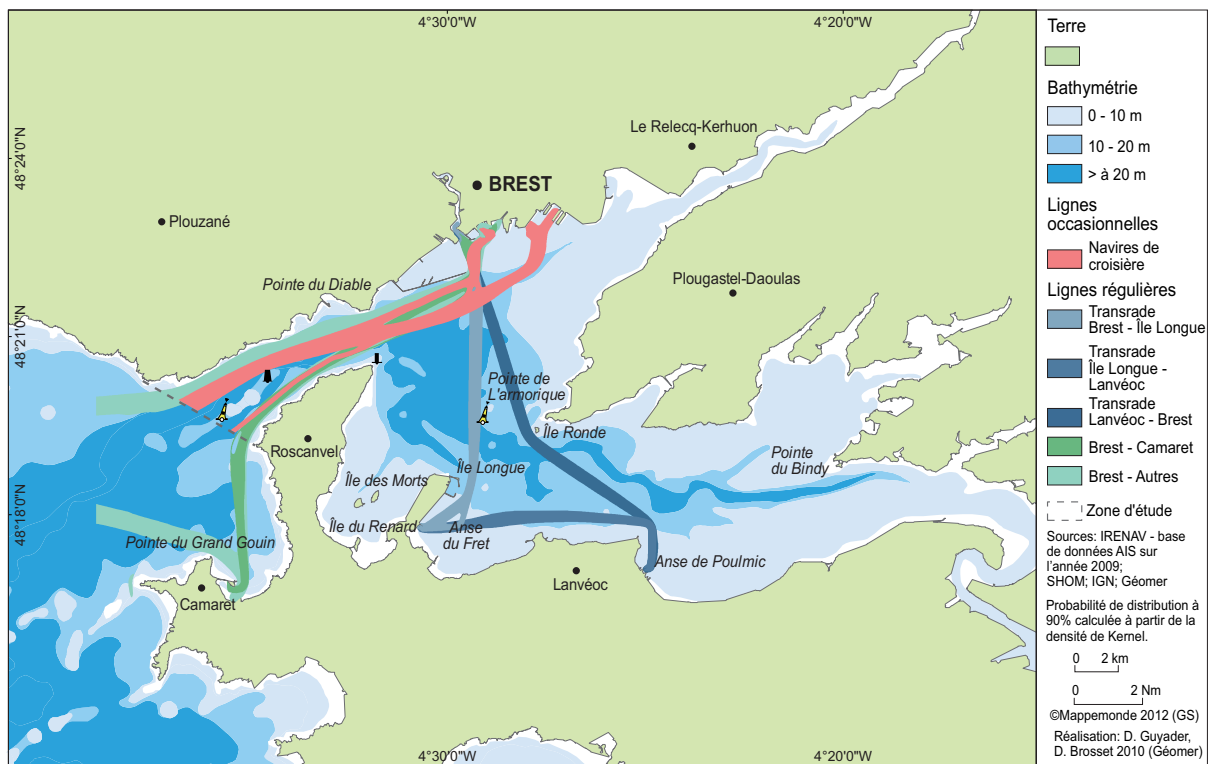 4°30'0"W
4°20'0"W
48°24'0"N
48°21'0"N
48°18'0"N
Le Relecq-Kerhuon
BREST
Plouzané
Plougastel-Daoulas
Pointe du Diable
Pointe de
L'armorique
Île Ronde
Roscanvel
Pointe
du Bindy
Île Longue
Île des Morts
Île du Renard
Anse
du Fret
Pointe du Grand Gouin
Anse de Poulmic
Lanvéoc
Camaret
4°30'0"W
4°20'0"W
Terre
Bathymétrie
0 - 10 m
10 - 20 m
> à 20 m
Lignes
occasionnelles
Navires de
croisière
Lignes régulières
Transrade
Brest - Île Longue
Transrade
Île Longue -
Lanvéoc
Transrade
Lanvéoc - Brest
Brest - Camaret
Brest - Autres
Zone d'étude
Sources: IRENAV - base
de données AIS sur
l'année 2009;
SHOM; IGN; Géomer
Probabilité de distribution à
90% calculée à partir de la
densité de Kernel.
0 2 km
0 2 Nm
©Mappemonde 2012 (GS)
Réalisation: D. Guyader,
D. Brosset 2010 (Géomer)